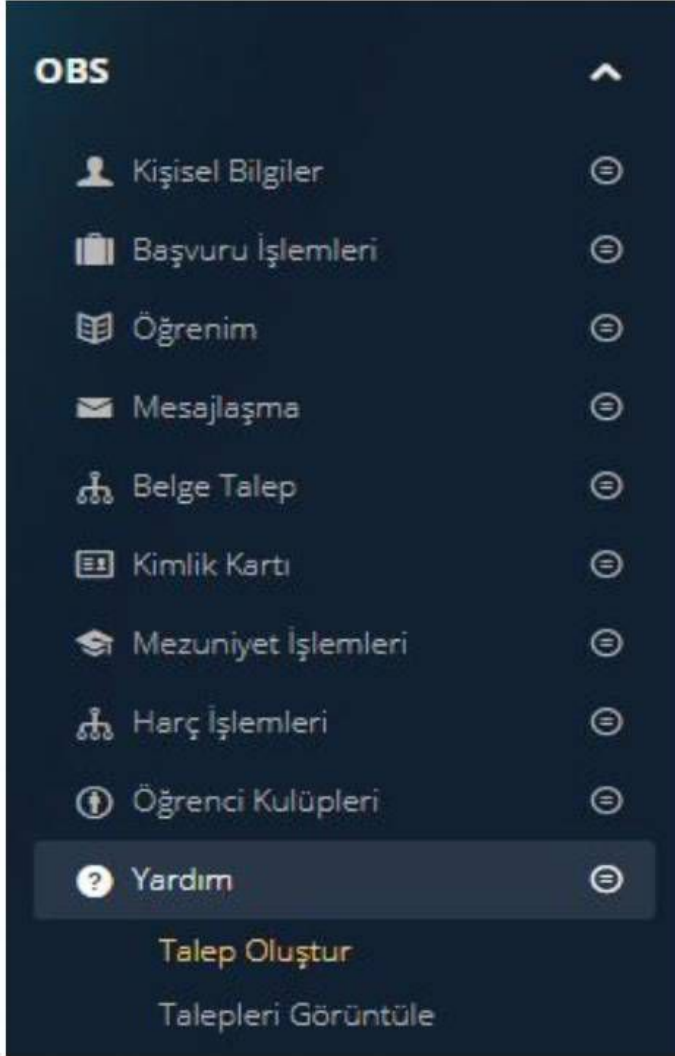 OBS
Kişisel Bilgiler
Başvuru İşlemleri
Öğrenim
Mesajlaşma
Belge Talep
Kimlik Kartı
Mezuniyet İşlemleri
Harç İşlemleri
Öğrenci Kulüpleri
Yardım
Talep Oluştur
Talepleri Görüntüle